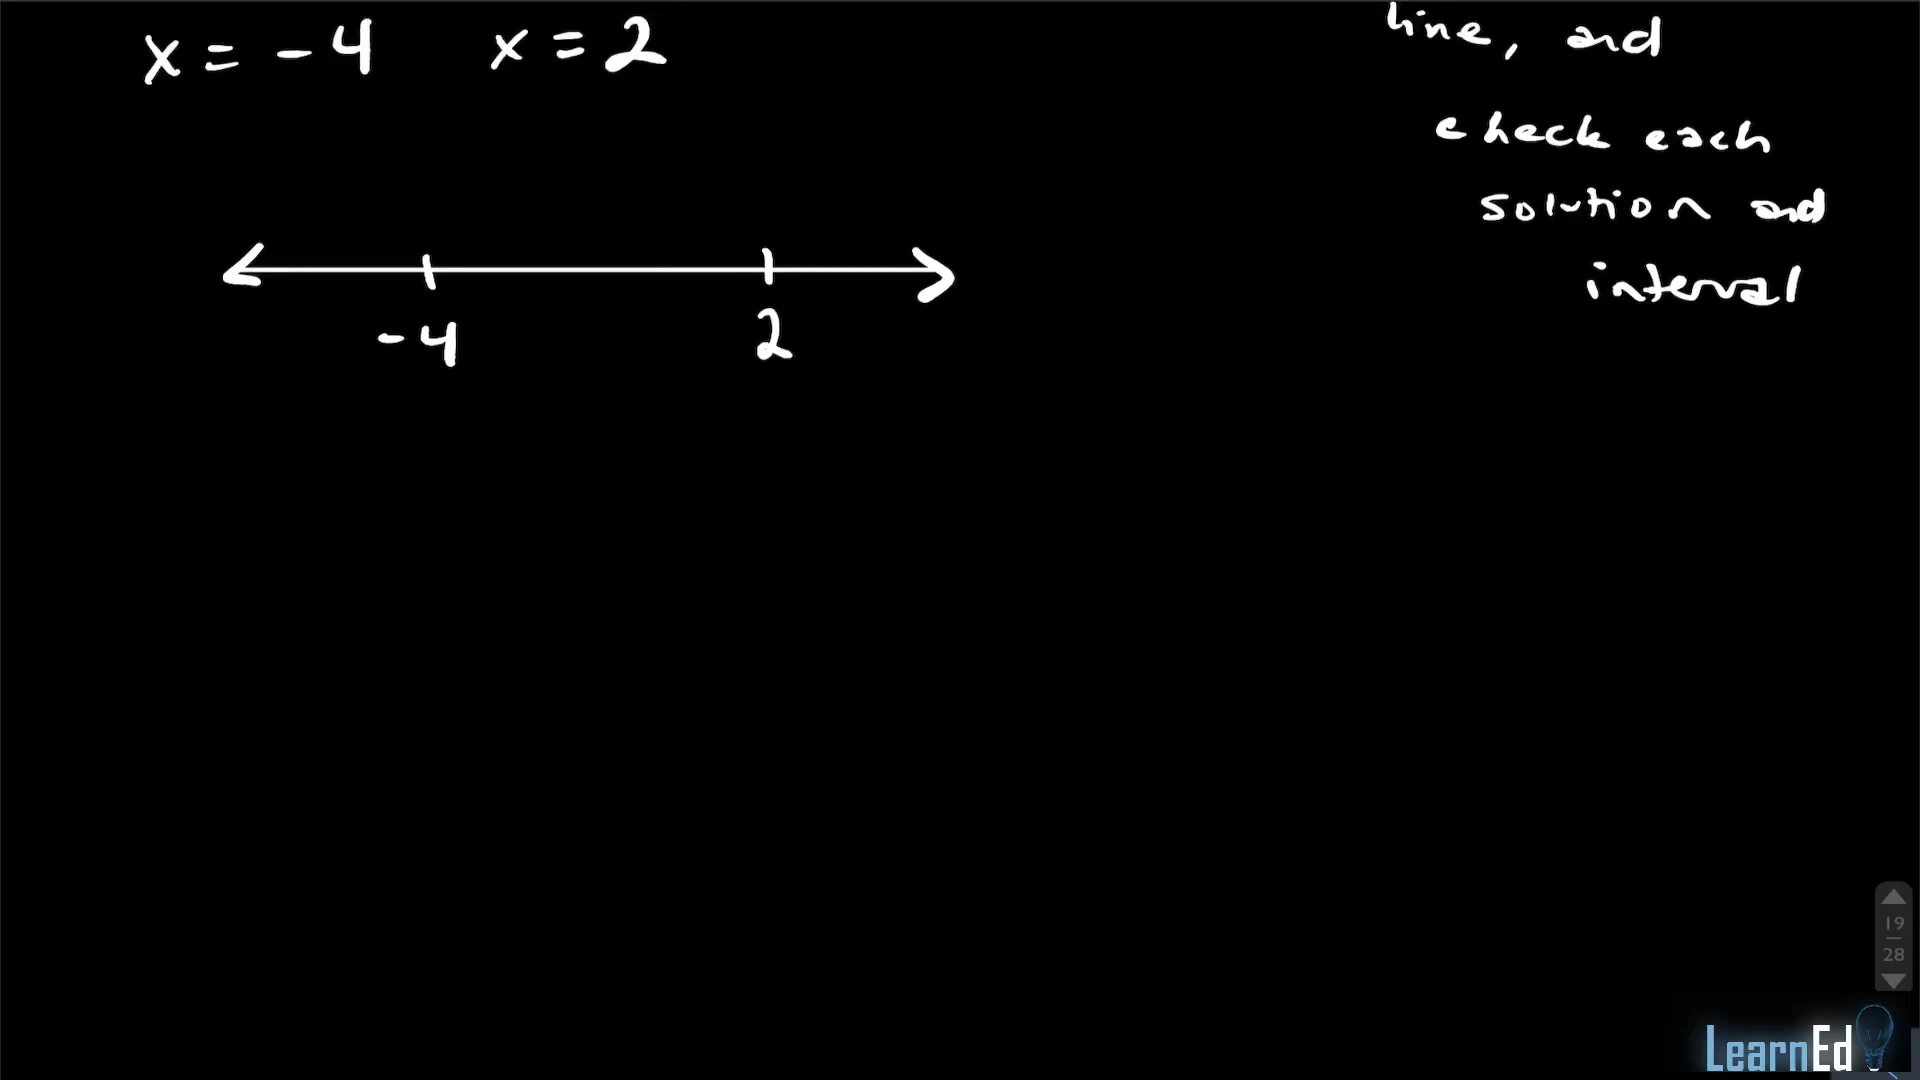 x = -4 x = 2
line, and
check each
solution and
interval
-4 2
19
28
LearnEd